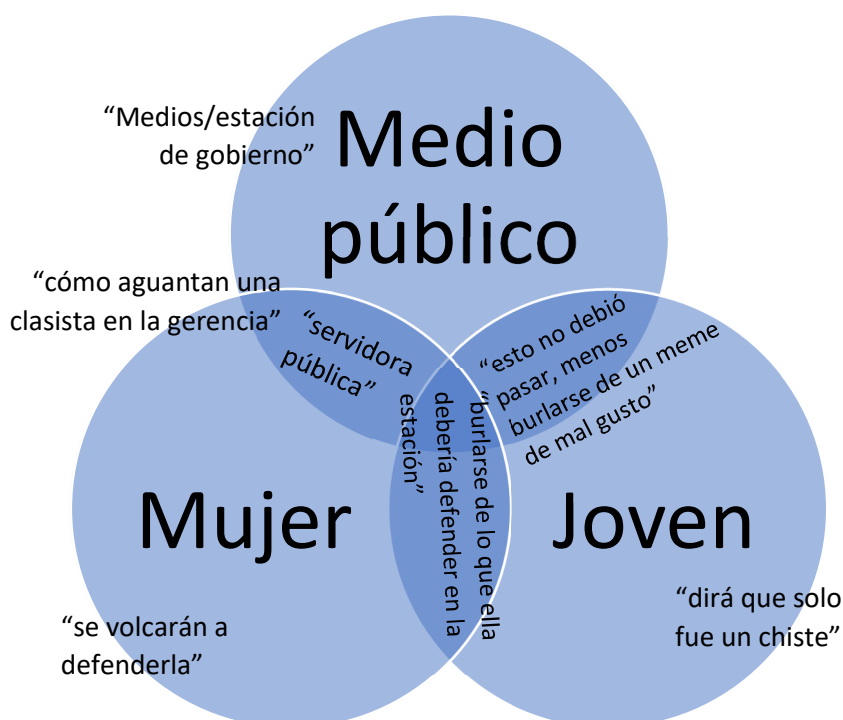 “Medios/estación
de gobierno”
Medio
público
“cómo aguantan una
clasista en la gerencia”
“servidora
pública”
“esto no debió
pasar, menos
burlarse de un meme
de mal gusto”
“burlarse de lo que ella
debería defender en la
estación”
Mujer
Joven
“se volcarán a
defenderla”
“dirá que solo
fue un chiste”